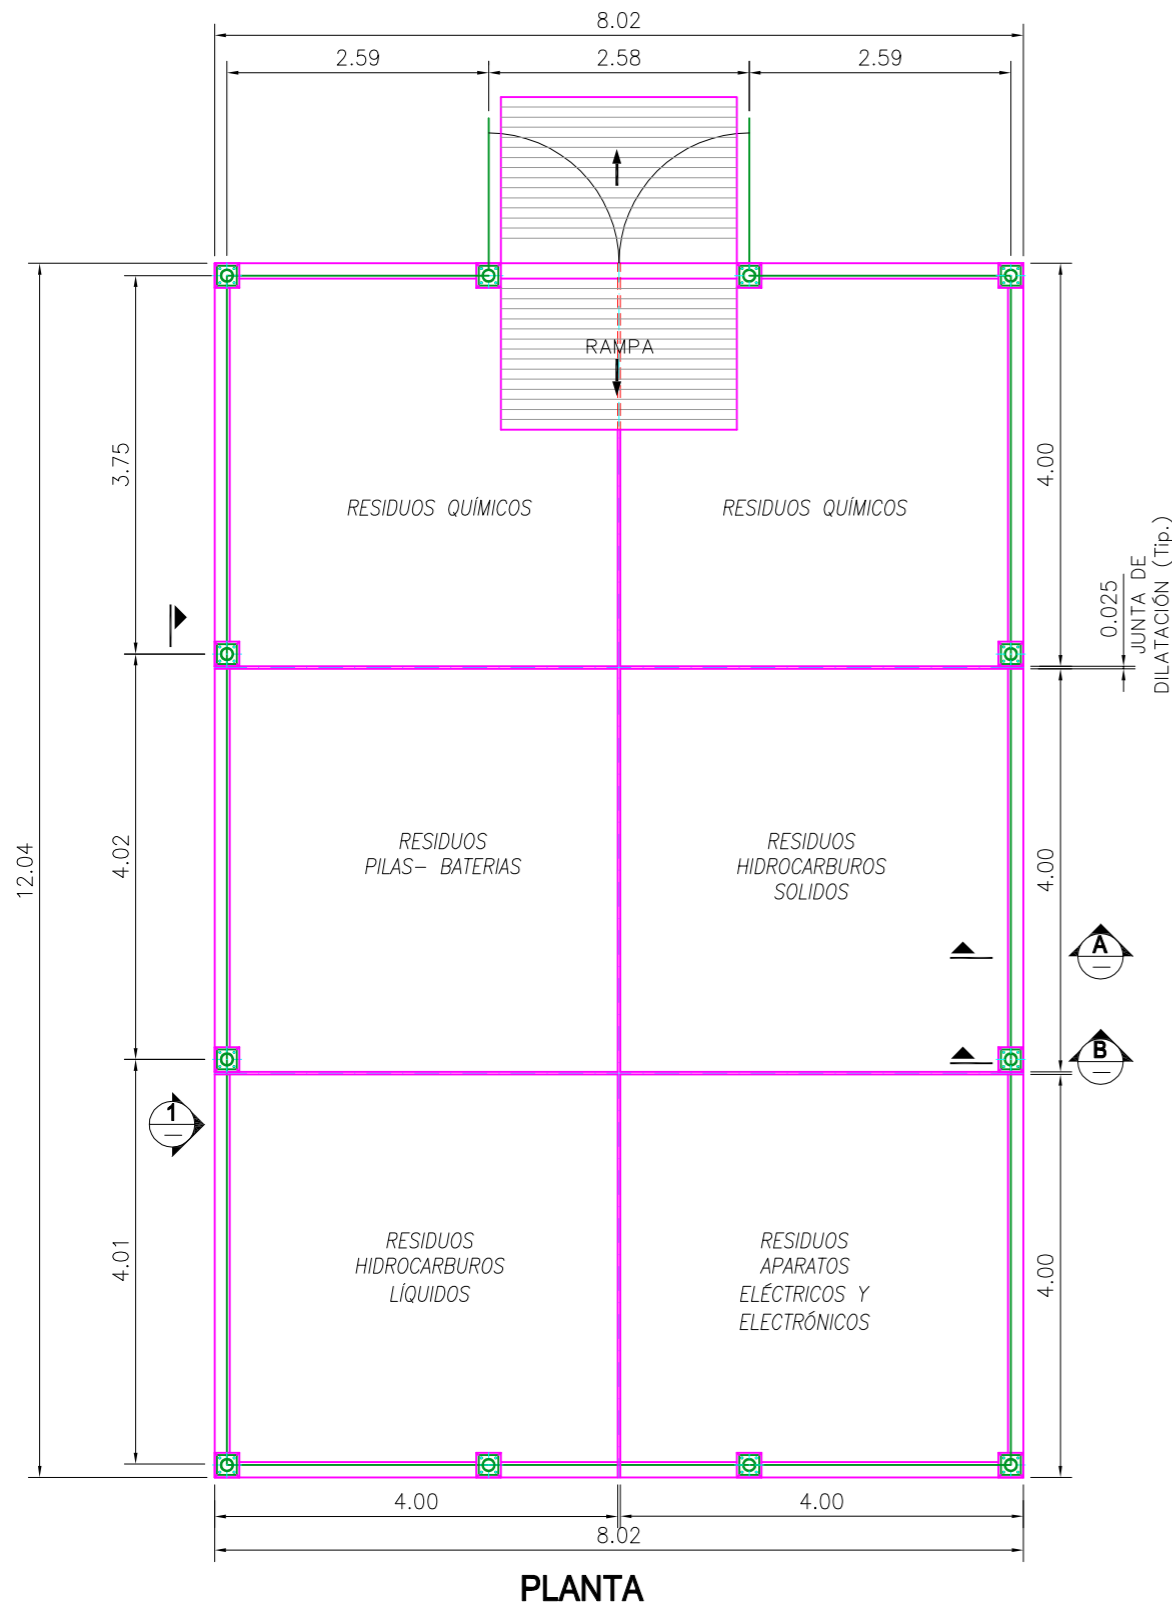 8.02
2.59
2.58
2.59
RAMPA
3.75
4.00
RESIDUOS QUÍMICOS
RESIDUOS QUÍMICOS
0.025
JUNTA DE
DILATACIÓN (Tip.)
12.04
4.02
RESIDUOS
PILAS– BATERIAS
RESIDUOS
HIDROCARBUROS
SOLIDOS
4.00
A
B
1
4.01
RESIDUOS
HIDROCARBUROS
LÍQUIDOS
RESIDUOS
APARATOS
ELÉCTRICOS Y
ELECTRÓNICOS
4.00
4.00
4.00
8.02
PLANTA